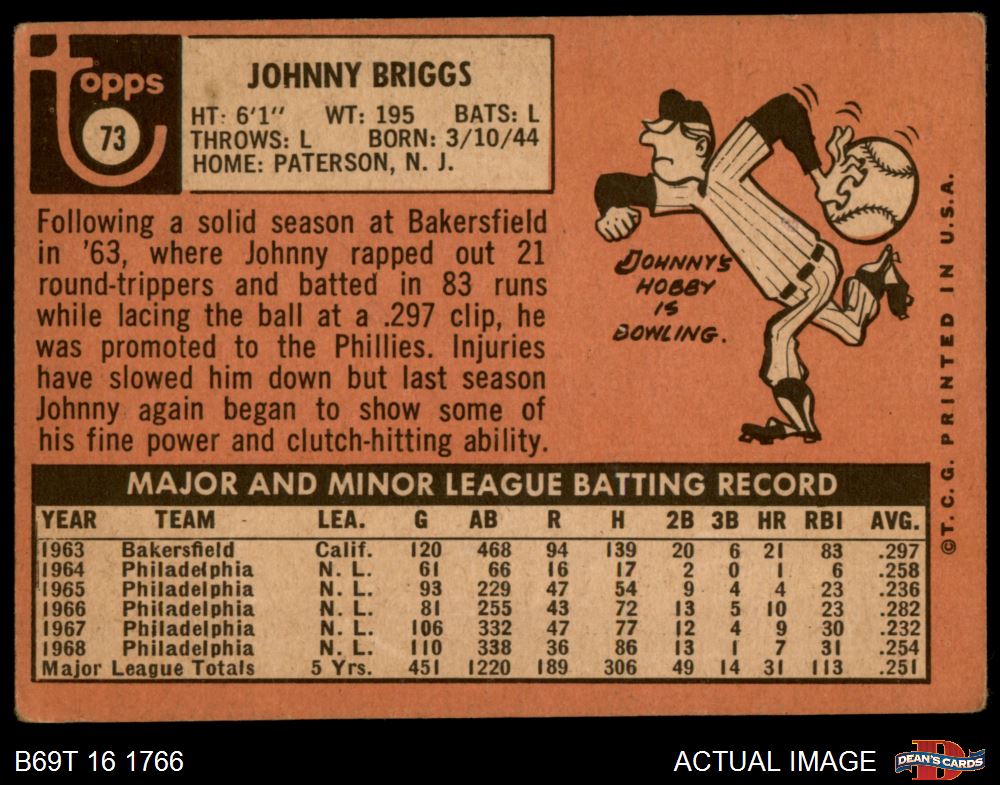 topps
73
JOHNNY BRIGGS
HT: 6'1" WT: 195 BATS: L
THROWS: L BORN: 3/10/44
HOME: PATERSON, N. J.
Following a solid season at Bakersfield
in '63, where Johnny rapped out 21
round-trippers and batted in 83 runs
while lacing the ball at a .297 clip, he
was promoted to the Phillies. Injuries
have slowed him down but last season
Johnny again began to show some of
his fine power and clutch-hitting ability.
JOHNNY'S
HOBBY
IS
BOWLING.
©T. C. G. PRINTED IN U.S.A.
MAJOR AND MINOR LEAGUE BATTING RECORD
YEAR TEAM LEA. G AB R H 2B 3B HR RBI AVG.
1963 Bakersfield Calif. 120 468 94 139 20 6 21 83 .297
1964 Philadelphia N. L. 61 66 16 17 2 0 1 6 .258
1965 Philadelphia N. L. 93 229 47 54 9 4 4 23 .236
1966 Philadelphia N. L. 81 255 43 72 13 5 10 23 .282
1967 Philadelphia N. L. 106 332 47 77 12 4 9 30 .232
1968 Philadelphia N. L. 110 338 36 86 13 1 7 31 .254
Major League Totals 5 Yrs. 451 1220 189 306 49 14 31 113 .251
B69T 16 1766
ACTUAL IMAGE
DEAN'S CARDS